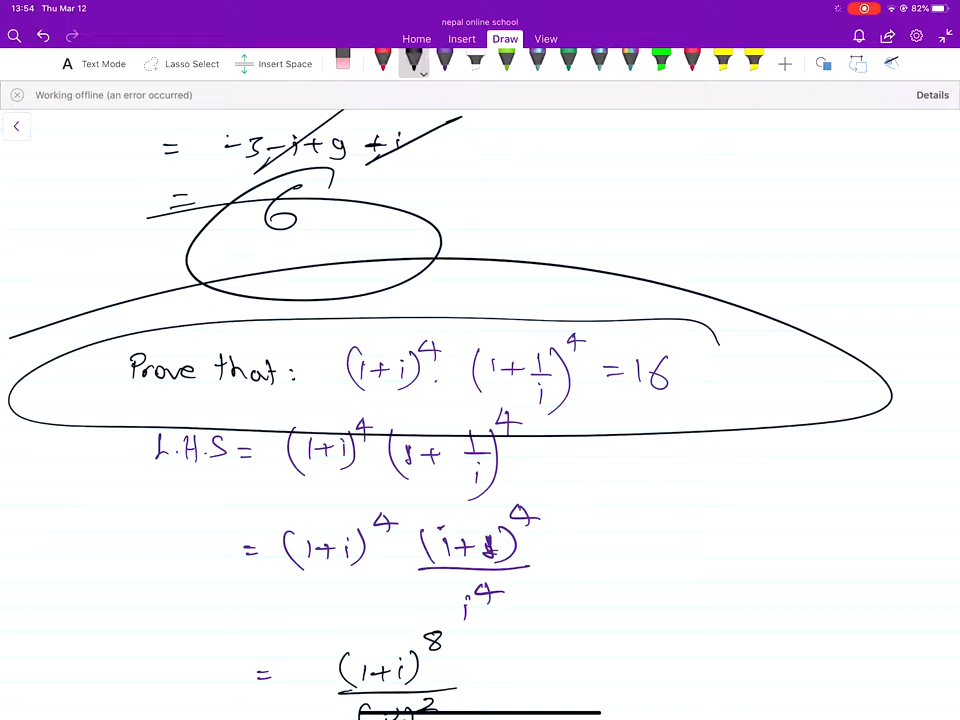 13:54 Thu Mar 12 82%
nepal online school
Home Insert Draw View
A Text Mode Lasso Select Insert Space
Working offline (an error occurred) Details
= -3 - i + 9 + i
= 6
Prove that: (1+i)^4 . (1+1/i)^4 = 16
L.H.S = (1+i)^4 (1+1/i)^4
= (1+i)^4 (i+1)^4/i^4
= (1+i)^8